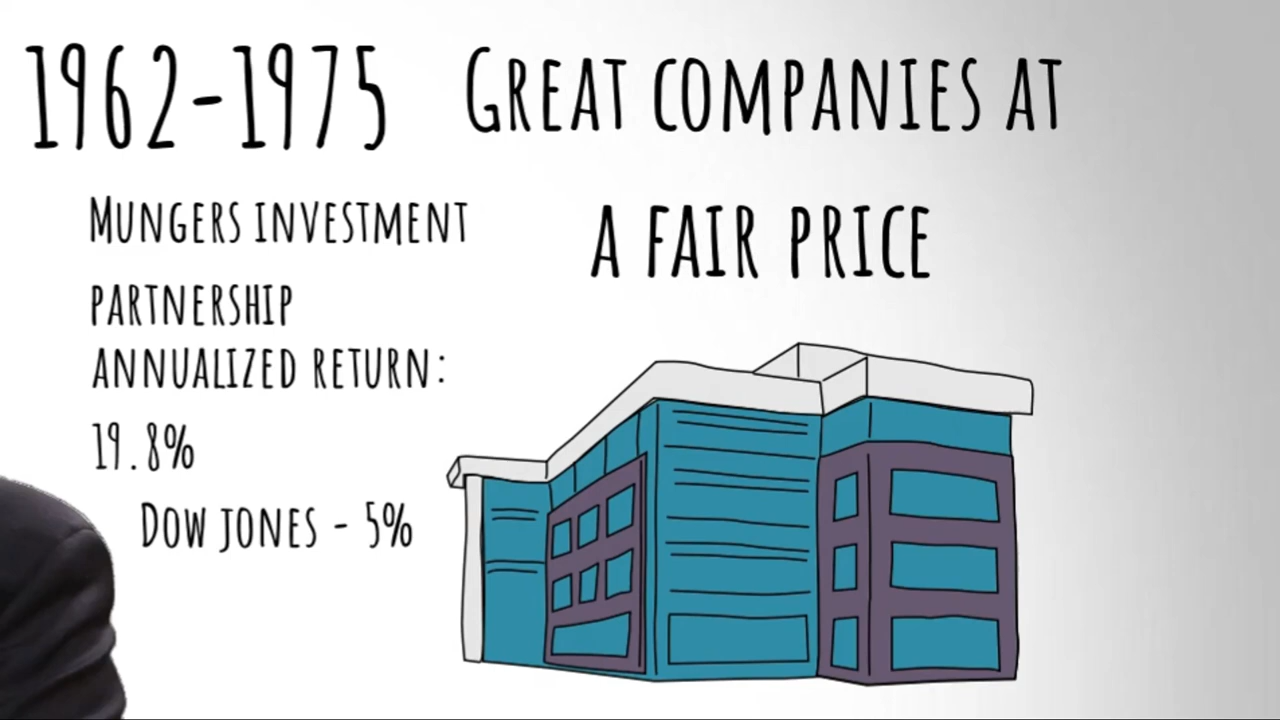 1962-1975
Mungers investment
partnership
annualized return:
19.8%
Dow jones - 5%
Great companies at
a fair price